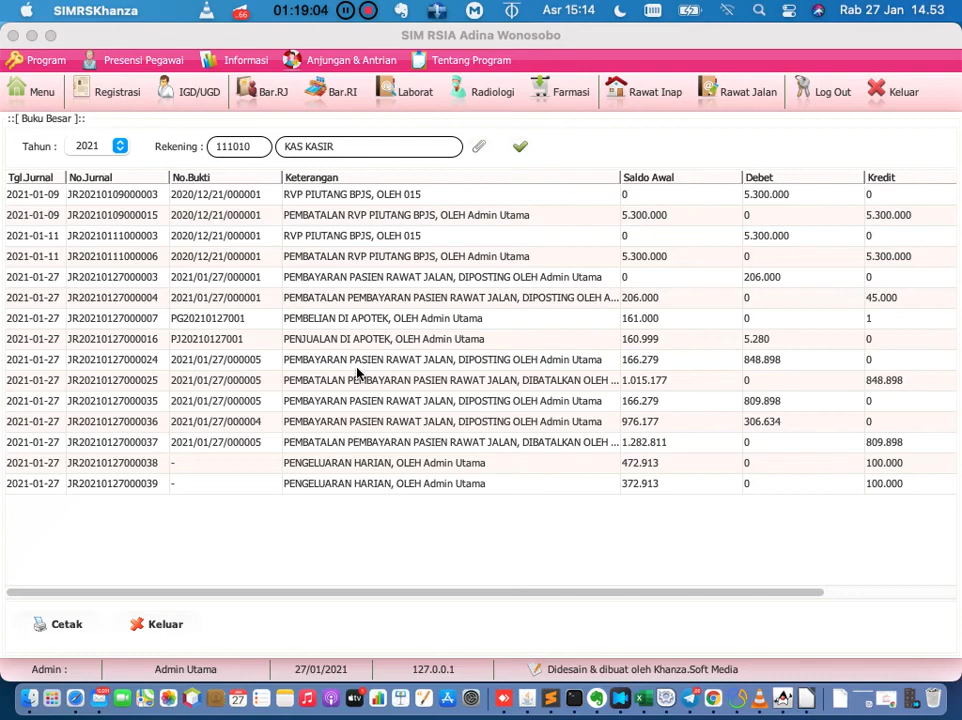 SIMRSKhanza 66 01:19:04 Asr 15:14 Rab 27 Jan 14.53
SIM RSIA Adina Wonosobo
Program Presensi Pegawai Informasi Anjungan & Antrian Tentang Program
Menu Registrasi IGD/UGD Bar.RJ Bar.RI Laborat Radiologi Farmasi Rawat Inap Rawat Jalan Log Out Keluar
::[ Buku Besar ]::
Tahun : 2021 Rekening : 111010 KAS KASIR
Tgl.Jurnal No.Jurnal No.Bukti Keterangan Saldo Awal Debet Kredit
2021-01-09 JR20210109000003 2020/12/21/000001 RVP PIUTANG BPJS, OLEH 015 0 5.300.000 0
2021-01-09 JR20210109000015 2020/12/21/000001 PEMBATALAN RVP PIUTANG BPJS, OLEH Admin Utama 5.300.000 0 5.300.000
2021-01-11 JR20210111000003 2020/12/21/000001 RVP PIUTANG BPJS, OLEH 015 0 5.300.000 0
2021-01-11 JR20210111000006 2020/12/21/000001 PEMBATALAN RVP PIUTANG BPJS, OLEH Admin Utama 5.300.000 0 5.300.000
2021-01-27 JR20210127000003 2021/01/27/000001 PEMBAYARAN PASIEN RAWAT JALAN, DIPOSTING OLEH Admin Utama 0 206.000 0
2021-01-27 JR20210127000004 2021/01/27/000001 PEMBATALAN PEMBAYARAN PASIEN RAWAT JALAN, DIPOSTING OLEH A... 206.000 0 45.000
2021-01-27 JR20210127000007 PG20210127001 PEMBELIAN DI APOTEK, OLEH Admin Utama 161.000 0 1
2021-01-27 JR20210127000016 PJ20210127001 PENJUALAN DI APOTEK, OLEH Admin Utama 160.999 5.280 0
2021-01-27 JR20210127000024 2021/01/27/000005 PEMBAYARAN PASIEN RAWAT JALAN, DIPOSTING OLEH Admin Utama 166.279 848.898 0
2021-01-27 JR20210127000025 2021/01/27/000005 PEMBATALAN PEMBAYARAN PASIEN RAWAT JALAN, DIBATALKAN OLEH ... 1.015.177 0 848.898
2021-01-27 JR20210127000035 2021/01/27/000005 PEMBAYARAN PASIEN RAWAT JALAN, DIPOSTING OLEH Admin Utama 166.279 809.898 0
2021-01-27 JR20210127000036 2021/01/27/000004 PEMBAYARAN PASIEN RAWAT JALAN, DIPOSTING OLEH Admin Utama 976.177 306.634 0
2021-01-27 JR20210127000037 2021/01/27/000005 PEMBATALAN PEMBAYARAN PASIEN RAWAT JALAN, DIBATALKAN OLEH ... 1.282.811 0 809.898
2021-01-27 JR20210127000038 - PENGELUARAN HARIAN, OLEH Admin Utama 472.913 0 100.000
2021-01-27 JR20210127000039 - PENGELUARAN HARIAN, OLEH Admin Utama 372.913 0 100.000
Cetak Keluar
Admin : Admin Utama 27/01/2021 127.0.0.1 Didesain & dibuat oleh Khanza.Soft Media
27